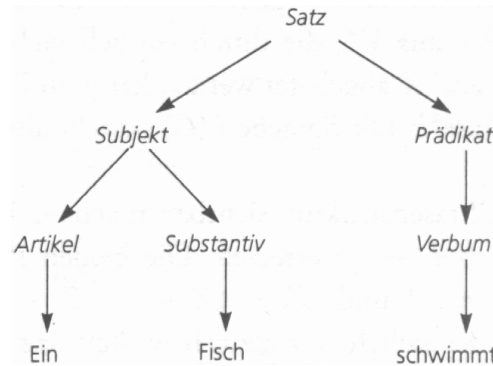 Satz
Subjekt Prädikat
Artikel Substantiv Verbum
Ein Fisch schwimmt